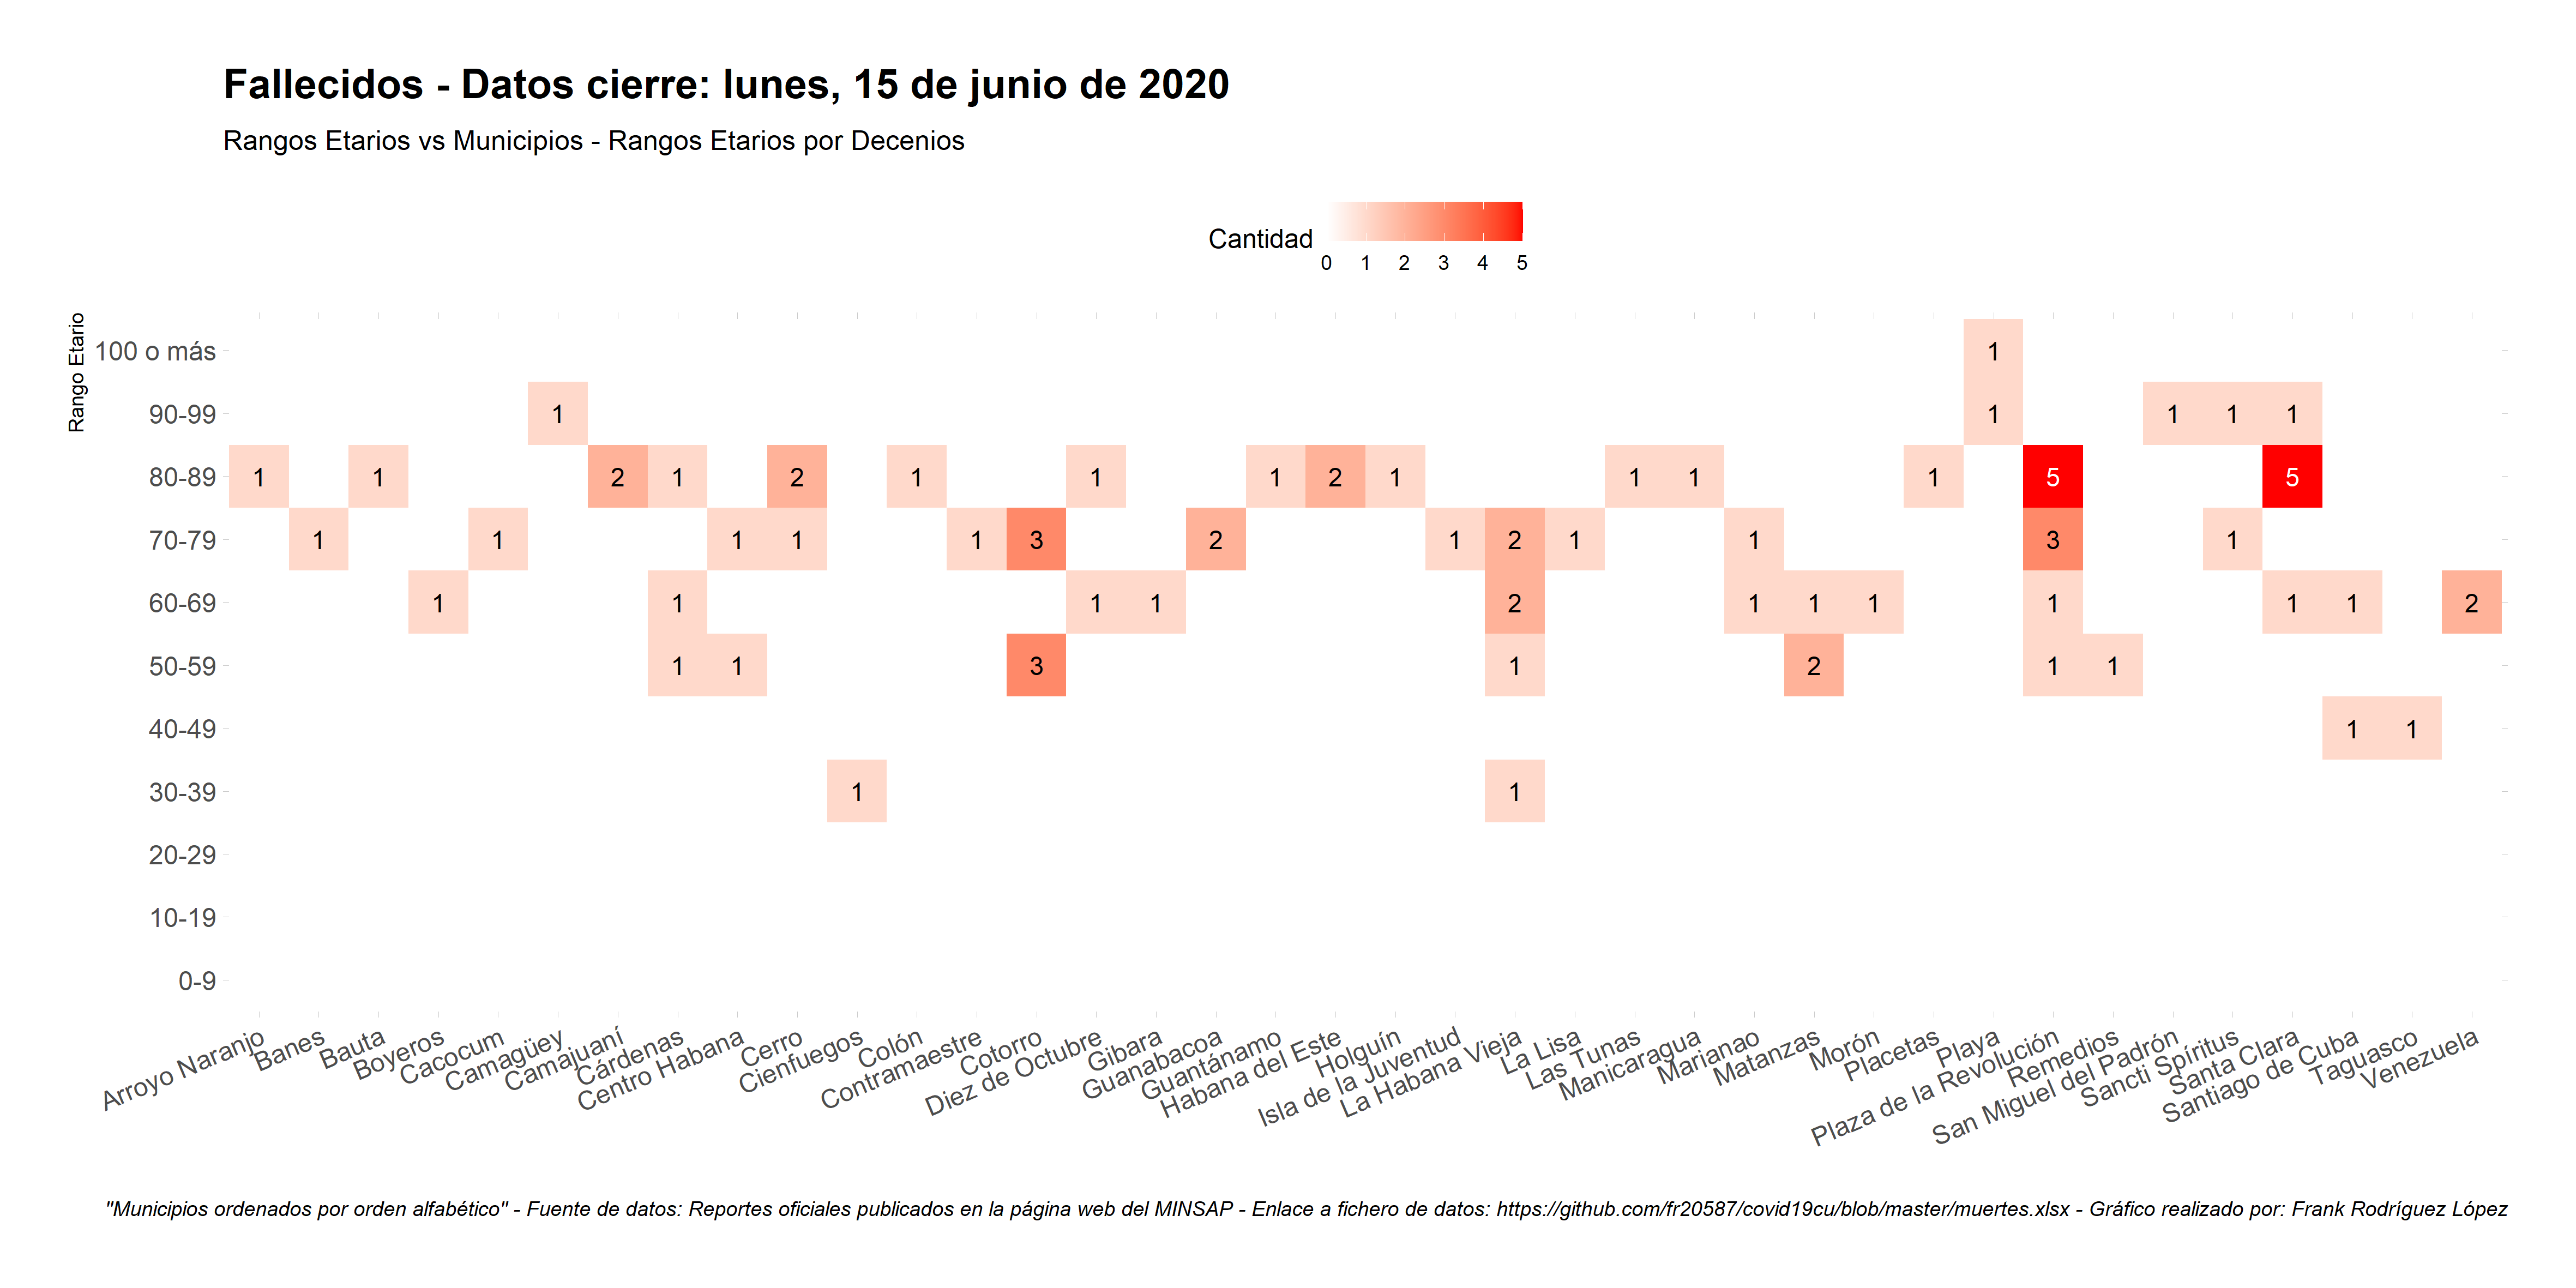 Fallecidos - Datos cierre: lunes, 15 de junio de 2020
Rangos Etarios vs Municipios - Rangos Etarios por Decenios
Cantidad
0 1 2 3 4 5
Rango Etario
100 o más 1
90-99 1 1 1 1 1
80-89 1 1 2 1 2 1 1 1 2 1 1 1 1 5 5
70-79 1 1 1 1 1 3 2 1 2 1 1 3 1
60-69 1 1 1 1 2 1 1 1 1 1 1 2
50-59 1 1 3 1 2 1 1
40-49 1 1
30-39 1 1
20-29
10-19
0-9
Arroyo Naranjo
Banes
Bauta
Boyeros
Cacocum
Camagüey
Camajuaní
Cárdenas
Centro Habana
Cerro
Cienfuegos
Colón
Contramaestre
Cotorro
Diez de Octubre
Gibara
Guanabacoa
Guantánamo
Habana del Este
Holguín
Isla de la Juventud
La Habana Vieja
La Lisa
Las Tunas
Manicaragua
Marianao
Matanzas
Morón
Placetas
Playa
Plaza de la Revolución
Remedios
San Miguel del Padrón
Sancti Spíritus
Santa Clara
Santiago de Cuba
Taguasco
Venezuela
"Municipios ordenados por orden alfabético" - Fuente de datos: Reportes oficiales publicados en la página web del MINSAP - Enlace a fichero de datos: https://github.com/fr20587/covid19cu/blob/master/muertes.xlsx - Gráfico realizado por: Frank Rodríguez López